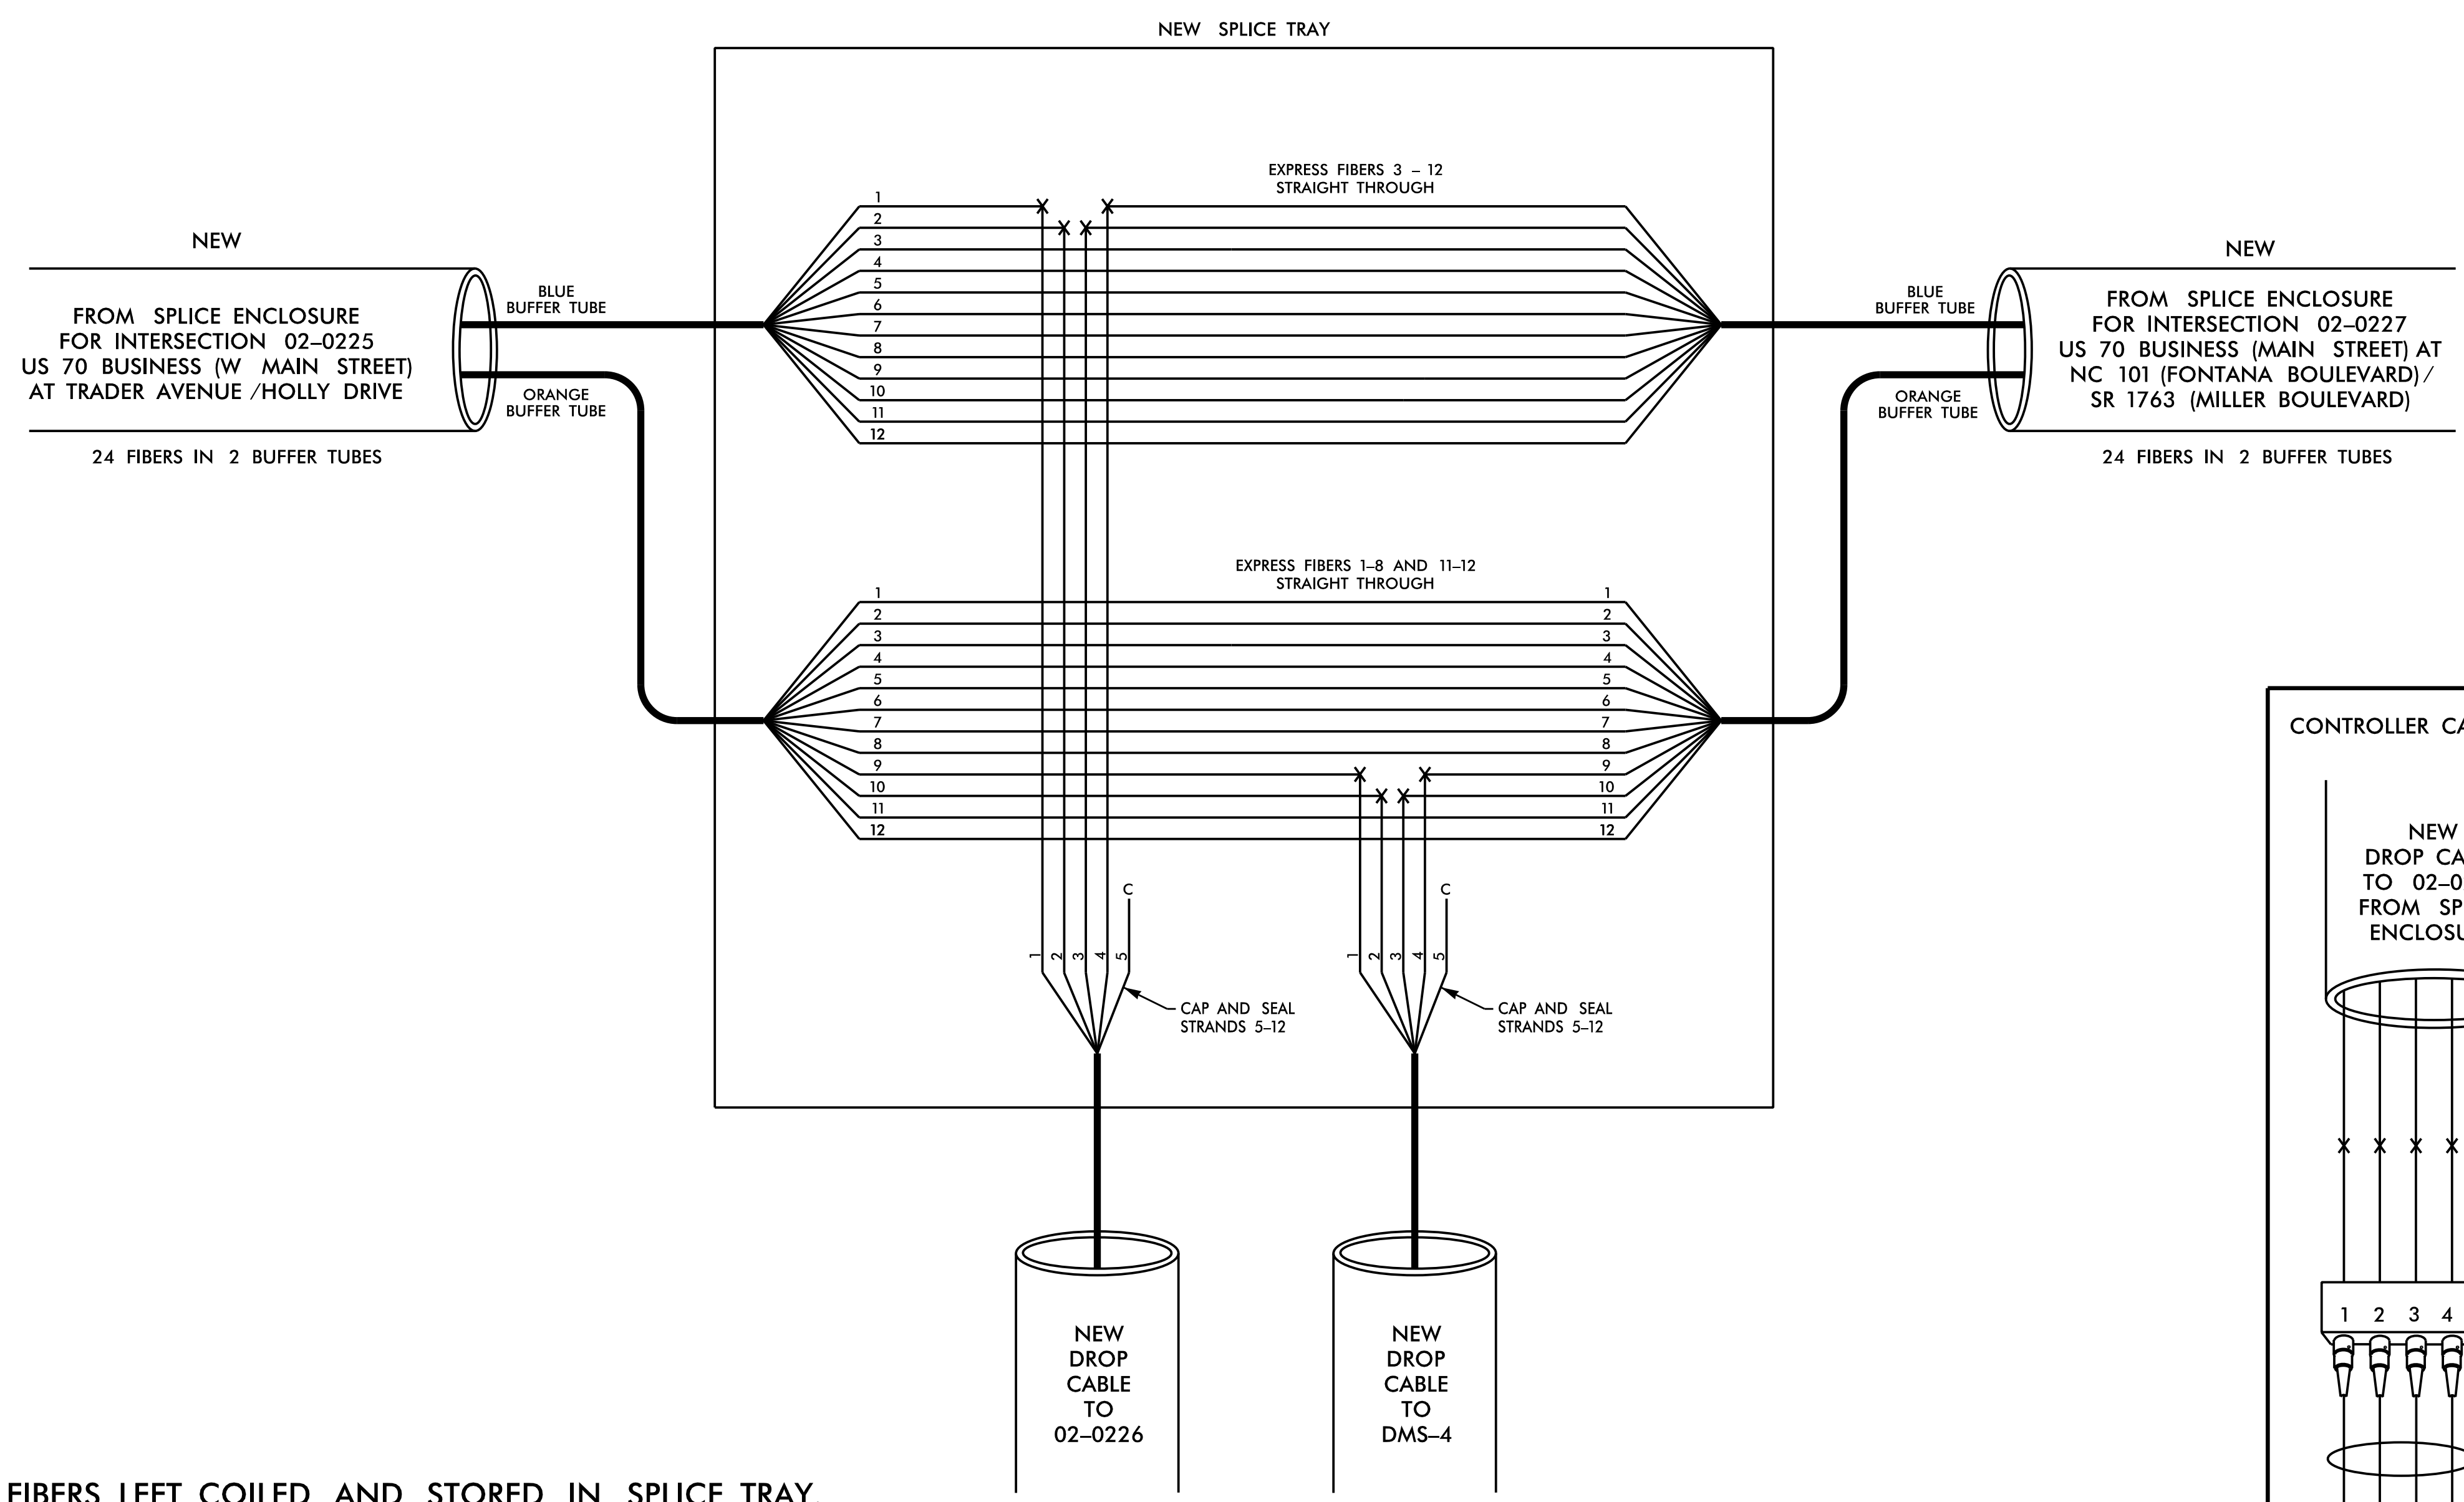 NEW SPLICE TRAY
EXPRESS FIBERS 3 – 12
STRAIGHT THROUGH
NEW
FROM SPLICE ENCLOSURE
FOR INTERSECTION 02–0225
US 70 BUSINESS (W MAIN STREET)
AT TRADER AVENUE /HOLLY DRIVE
24 FIBERS IN 2 BUFFER TUBES
BLUE
BUFFER TUBE
ORANGE
BUFFER TUBE
1
2
3
4
5
6
7
8
9
10
11
12
BLUE
BUFFER TUBE
ORANGE
BUFFER TUBE
NEW
FROM SPLICE ENCLOSURE
FOR INTERSECTION 02–0227
US 70 BUSINESS (MAIN STREET) AT
NC 101 (FONTANA BOULEVARD) /
SR 1763 (MILLER BOULEVARD)
24 FIBERS IN 2 BUFFER TUBES
EXPRESS FIBERS 1–8 AND 11–12
STRAIGHT THROUGH
1 1
2 2
3 3
4 4
5 5
6 6
7 7
8 8
9 9
10 10
11 11
12 12
C C
1 2 3 4 5 1 2 3 4 5
CAP AND SEAL
STRANDS 5–12
CAP AND SEAL
STRANDS 5–12
NEW
DROP
CABLE
TO
02–0226
NEW
DROP
CABLE
TO
DMS–4
CONTROLLER
NEW
DROP
TO 02–0
FROM
1 2 3 4
FIBERS LEFT COILED AND STORED IN SPLICE TRAY.